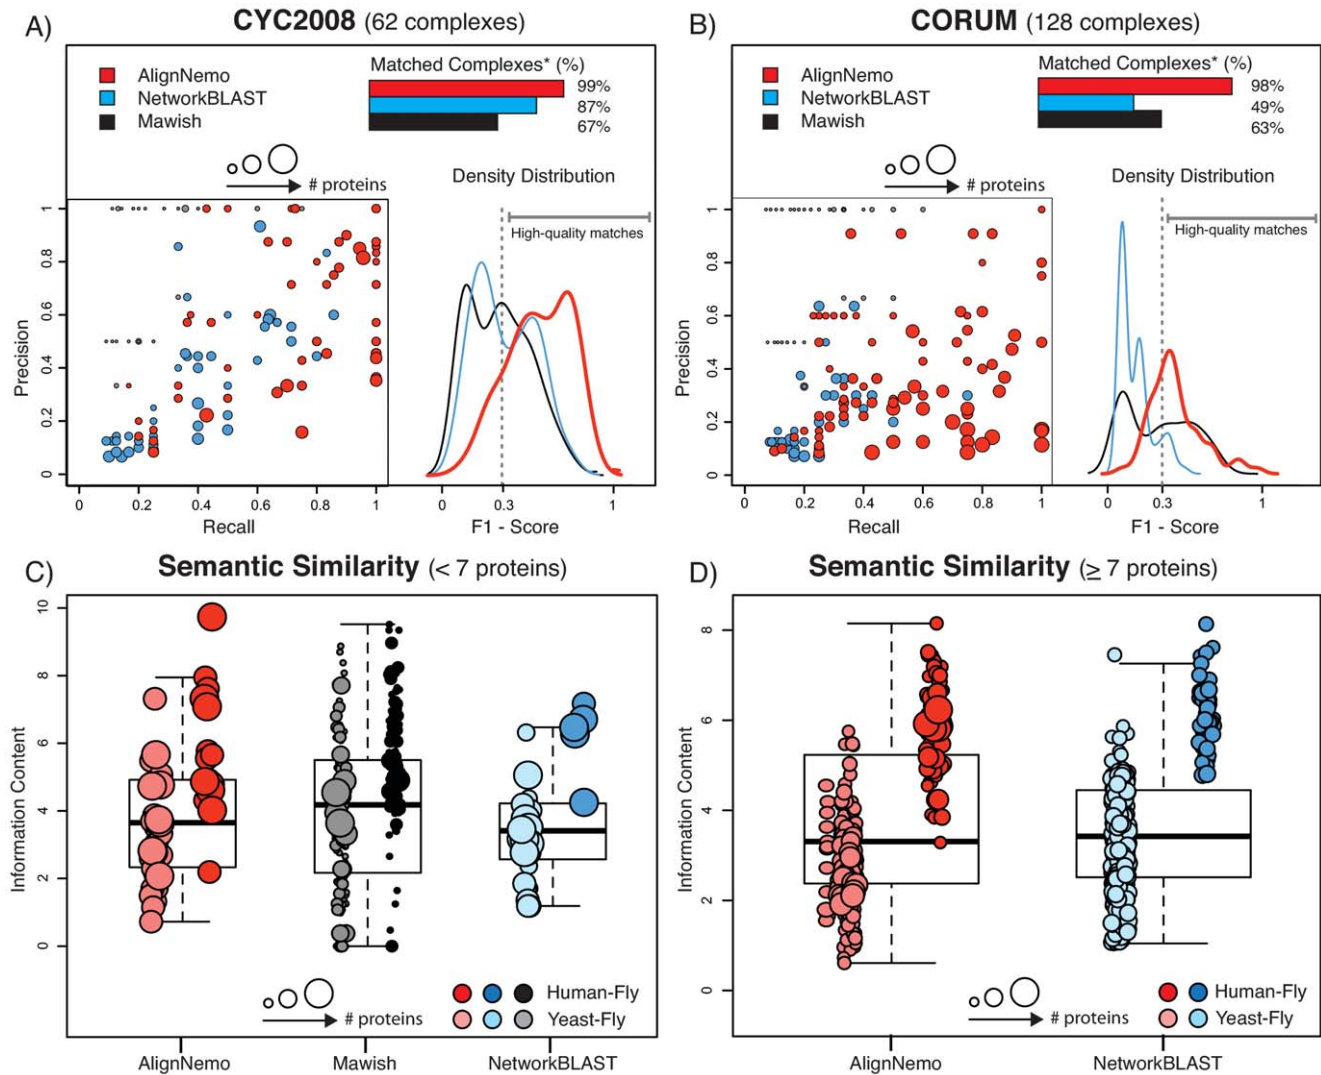 A) CYC2008 (62 complexes)
AlignNemo
NetworkBLAST
Mawish
Matched Complexes* (%)
99%
87%
67%
# proteins
Density Distribution
High-quality matches
Precision
0
0.2
0.4
0.6
0.8
1
0 0.2 0.4 0.6 0.8 1
Recall
0 0.3 1
F1 - Score
B) CORUM (128 complexes)
AlignNemo
NetworkBLAST
Mawish
Matched Complexes* (%)
98%
49%
63%
# proteins
Density Distribution
High-quality matches
Precision
0
0.2
0.4
0.6
0.8
1
0 0.2 0.4 0.6 0.8 1
Recall
0 0.3 1
F1 - Score
C) Semantic Similarity (< 7 proteins)
Information Content
10
8
6
4
2
0
# proteins
Human-Fly
Yeast-Fly
AlignNemo Mawish NetworkBLAST
D) Semantic Similarity (≥ 7 proteins)
Information Content
8
6
4
2
0
# proteins
Human-Fly
Yeast-Fly
AlignNemo NetworkBLAST